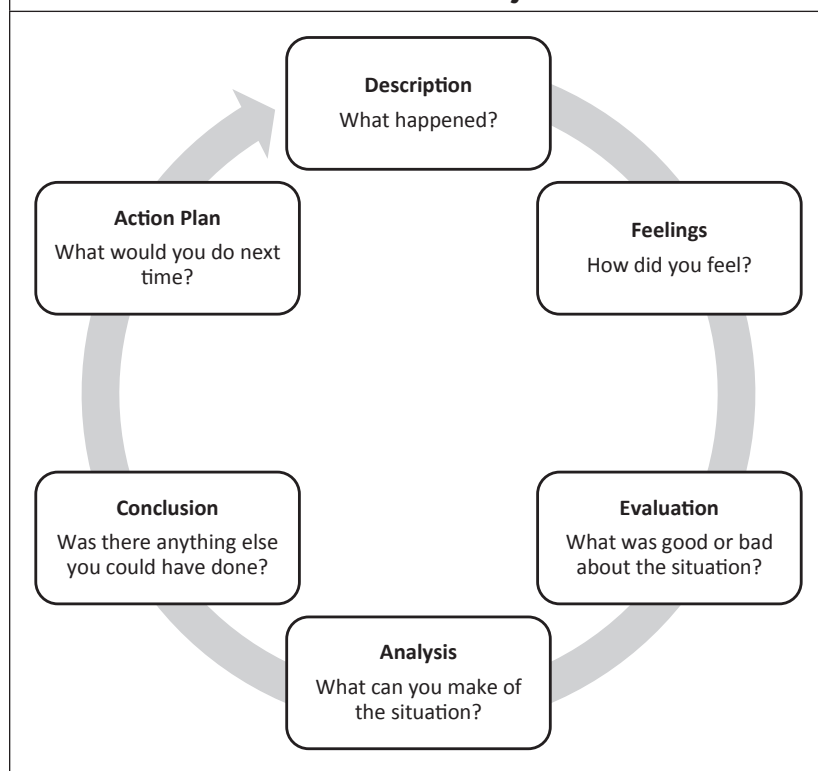 Description
What happened?
Feelings
How did you feel?
Evaluation
What was good or bad
about the situation?
Analysis
What can you make of
the situation?
Conclusion
Was there anything else
you could have done?
Action Plan
What would you do next
time?